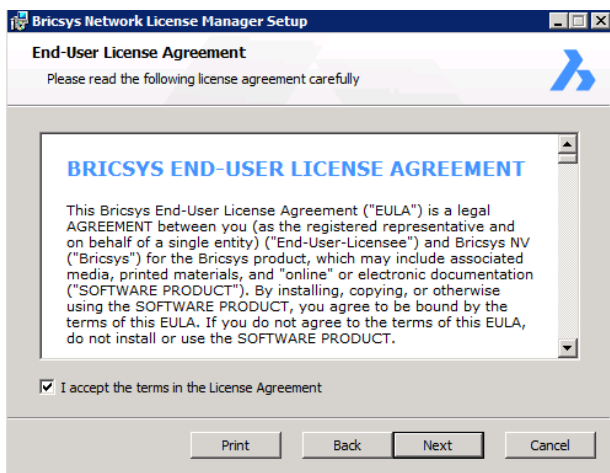 Bricsys Network License Manager Setup
End-User License Agreement
Please read the following license agreement carefully
BRICSYS END-USER LICENSE AGREEMENT
This Bricsys End-User License Agreement ("EULA") is a legal
AGREEMENT between you (as the registered representative and
on behalf of a single entity) ("End-User-Licensee") and Bricsys NV
("Bricsys") for the Bricsys product, which may include associated
media, printed materials, and "online" or electronic documentation
("SOFTWARE PRODUCT"). By installing, copying, or otherwise
using the SOFTWARE PRODUCT, you agree to be bound by the
terms of this EULA. If you do not agree to the terms of this EULA,
do not install or use the SOFTWARE PRODUCT.
I accept the terms in the License Agreement
Print Back Next Cancel